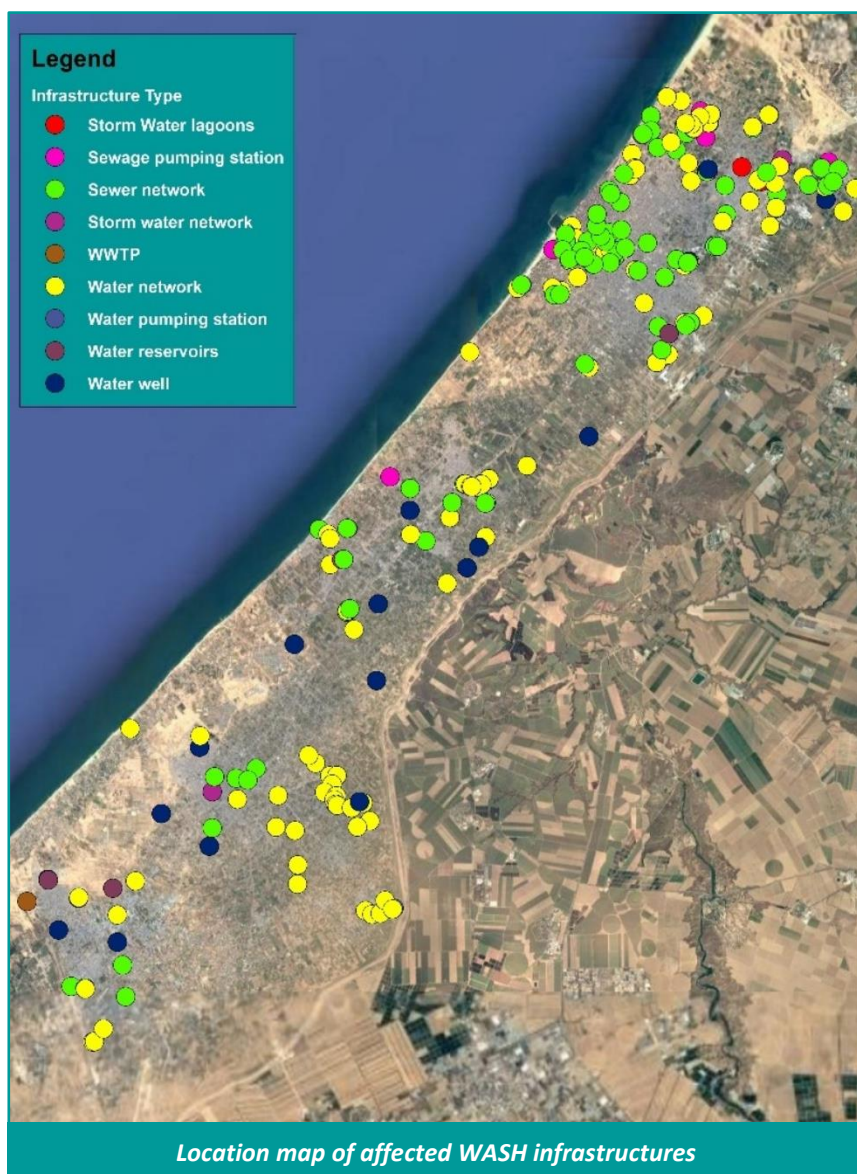 Legend
Infrastructure Type
Storm Water lagoons
Sewage pumping station
Sewer network
Storm water network
WWTP
Water network
Water pumping station
Water reservoirs
Water well
Location map of affected WASH infrastructures